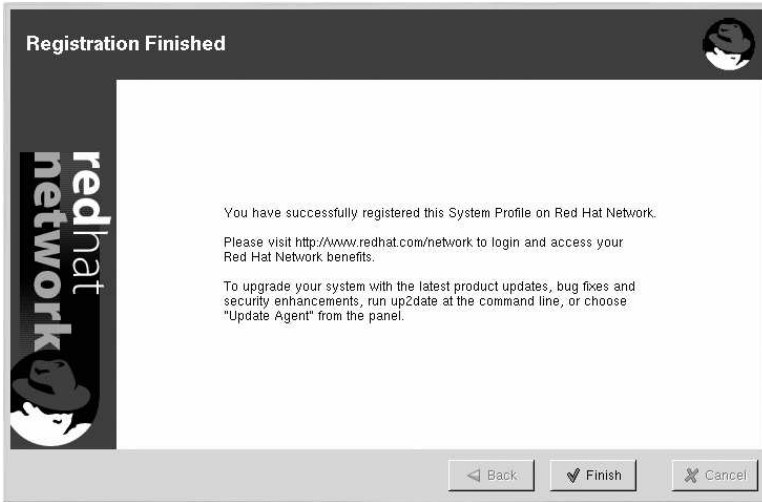 Registration Finished
redhat
network
You have successfully registered this System Profile on Red Hat Network.
Please visit http://www.redhat.com/network to login and access your
Red Hat Network benefits.
To upgrade your system with the latest product updates, bug fixes and
security enhancements, run up2date at the command line, or choose
"Update Agent" from the panel.
Back
Finish
Cancel